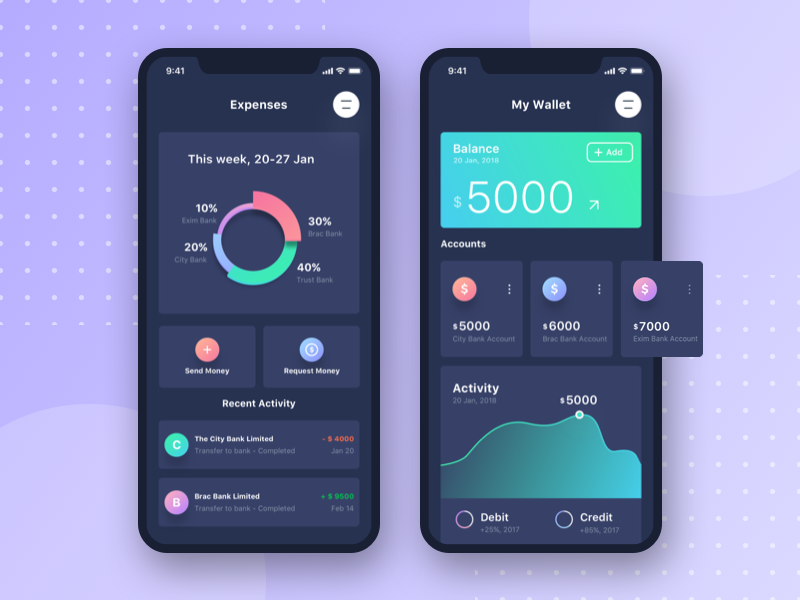 9:41
Expenses
This week, 20-27 Jan
10%
Exim Bank
30%
Brac Bank
20%
City Bank
40%
Trust Bank
Send Money
$
Request Money
Recent Activity
C
The City Bank Limited
- $ 4000
Transfer to bank - Completed
Jan 20
B
Brac Bank Limited
+ $ 9500
Transfer to bank - Completed
Feb 14
9:41
My Wallet
Balance
20 Jan, 2018
+ Add
$ 5000
Accounts
$
$ 5000
City Bank Account
$
$ 6000
Brac Bank Account
$
$ 7000
Exim Bank Account
Activity
20 Jan, 2018
$ 5000
Debit
+25%, 2017
Credit
+85%, 2017